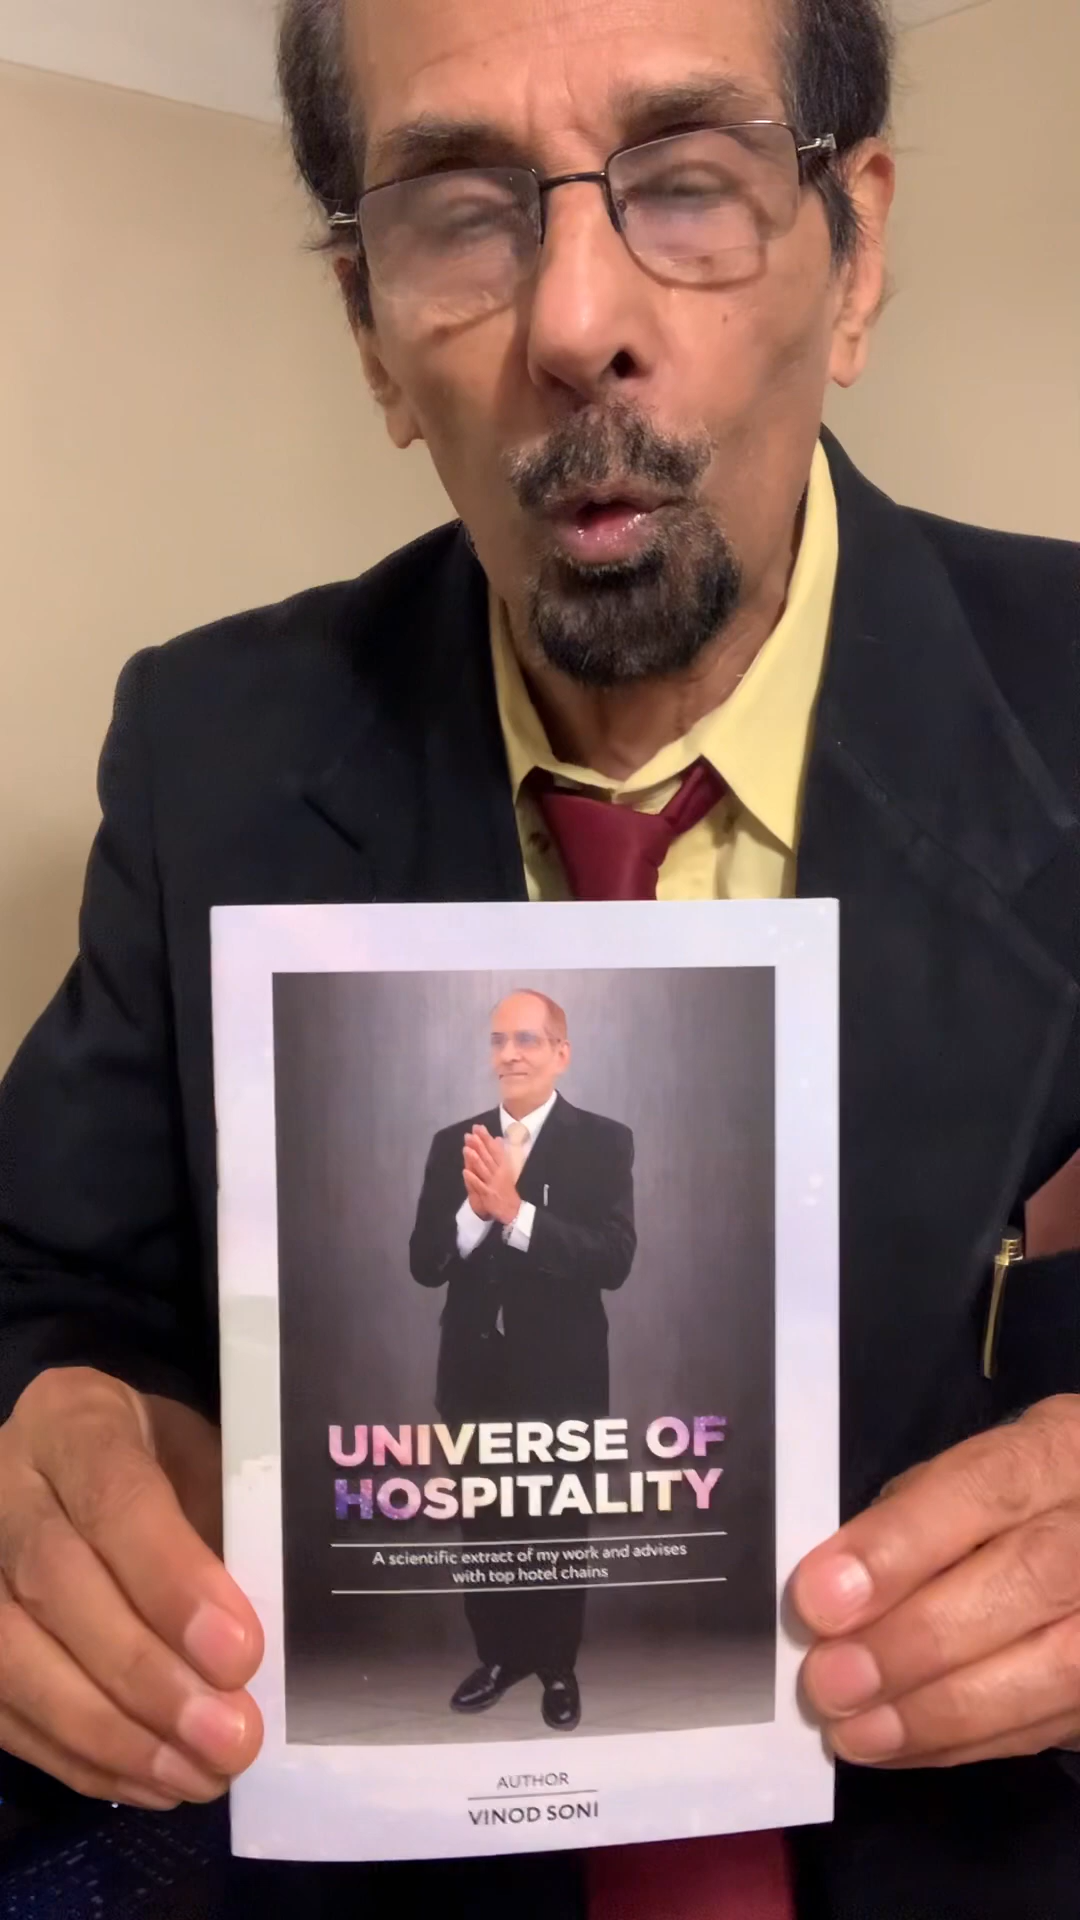 UNIVERSE OF
HOSPITALITY
A scientific extract of my work and advises
with top hotel chains
AUTHOR
VINOD SONI